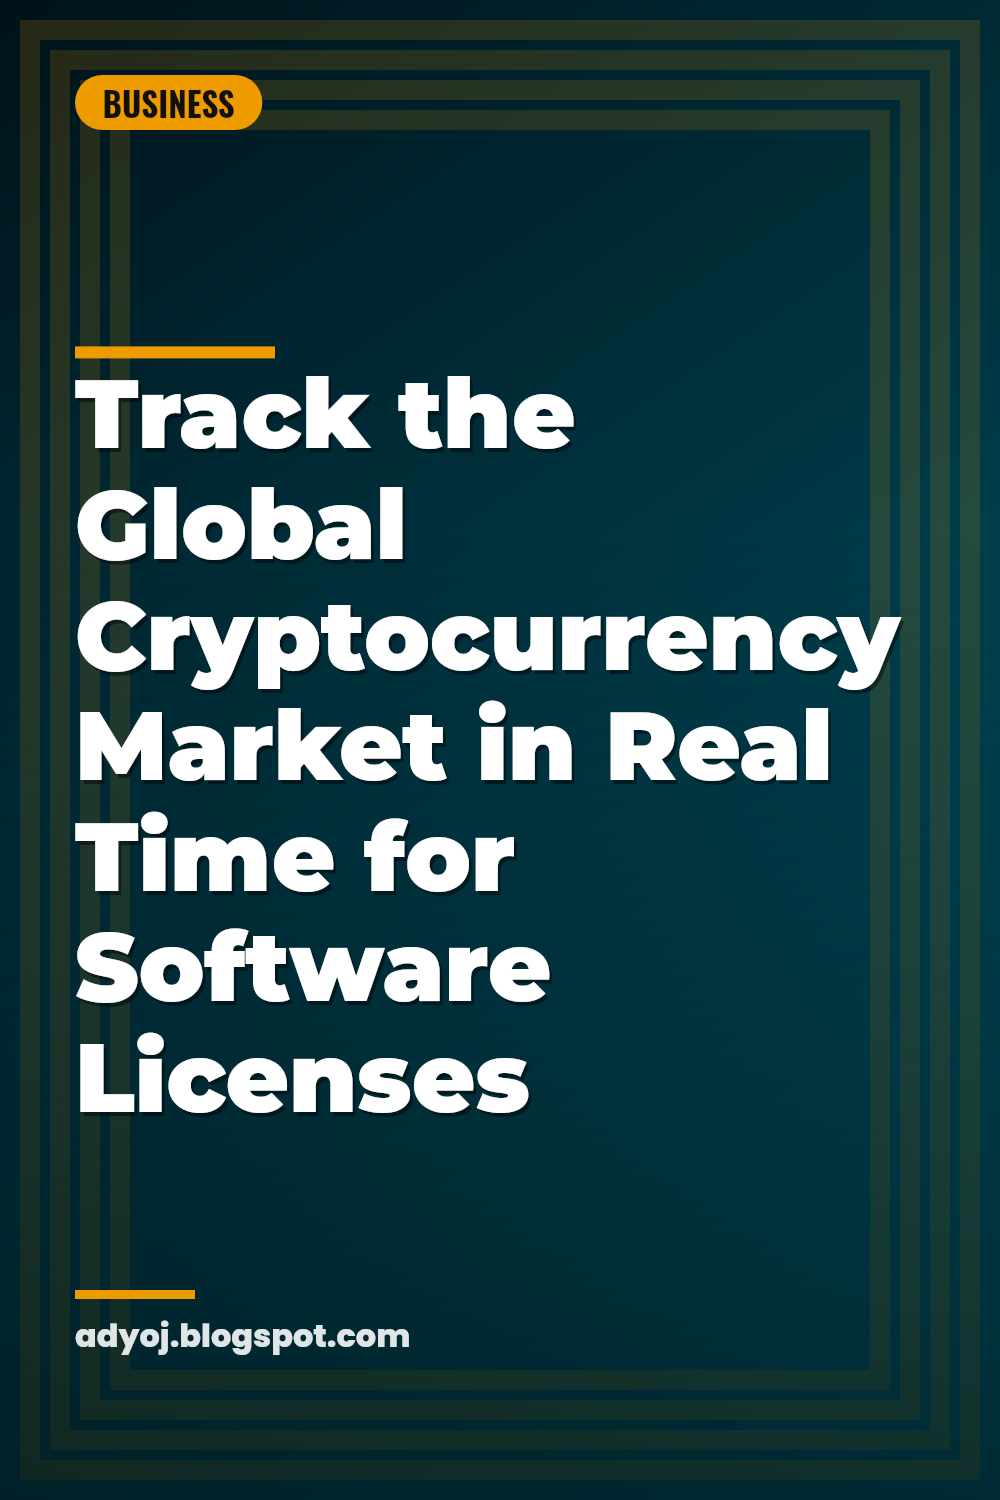 BUSINESS
Track the
Global
Cryptocurrency
Market in Real
Time for
Software
Licenses
adyoj.blogspot.com